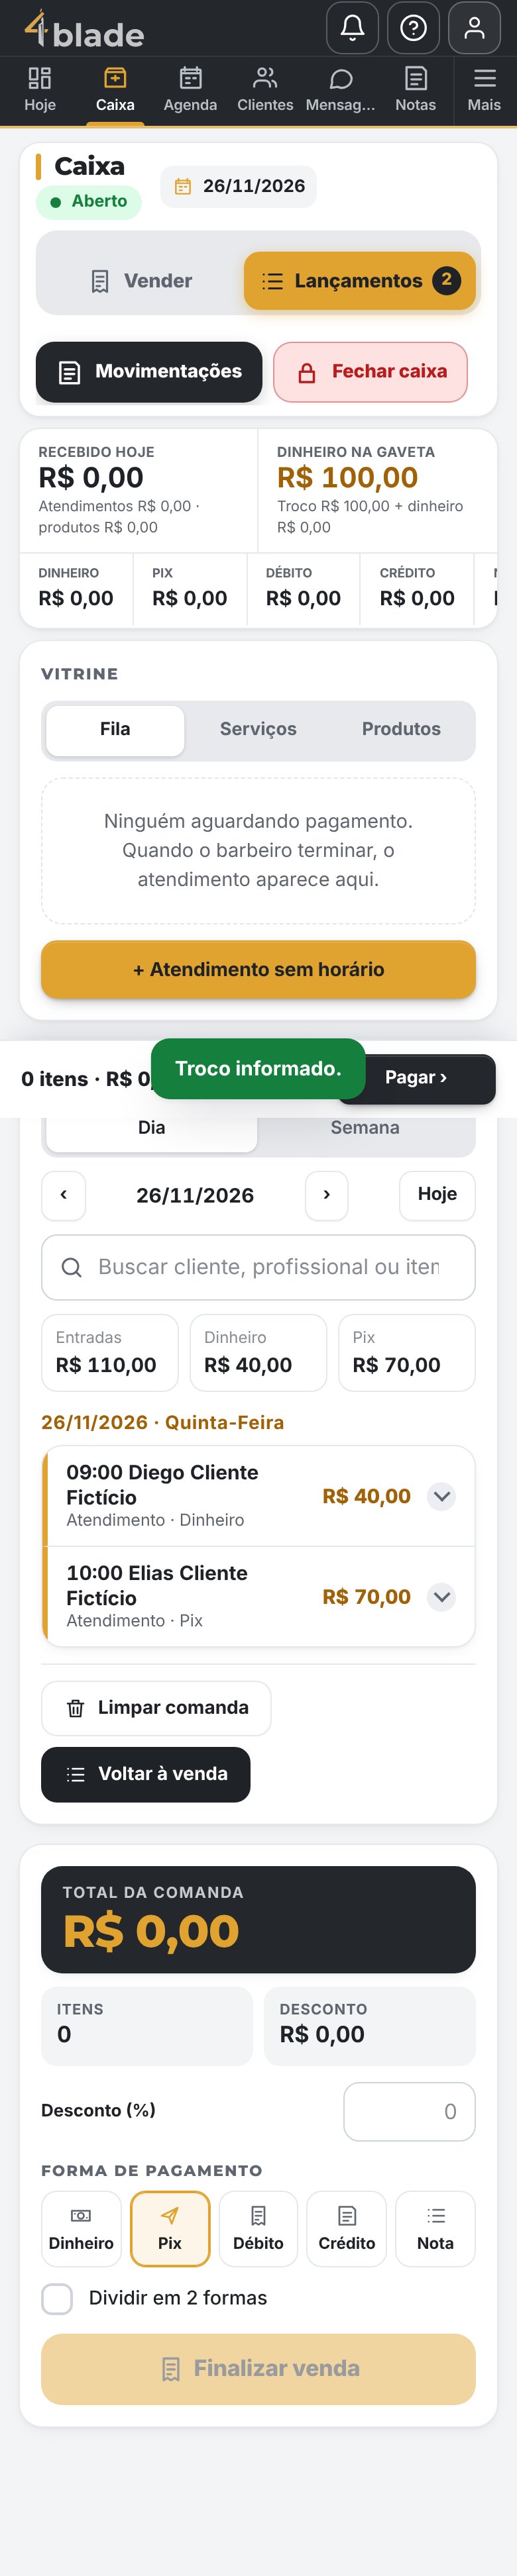 4blade
Hoje
Caixa
Agenda
Clientes
Mensag...
Notas
Mais
Caixa
Aberto
26/11/2026
Vender
Lançamentos 2
Movimentações
Fechar caixa
RECEBIDO HOJE
R$ 0,00
Atendimentos R$ 0,00 ·
produtos R$ 0,00
DINHEIRO NA GAVETA
R$ 100,00
Troco R$ 100,00 + dinheiro
R$ 0,00
DINHEIRO
R$ 0,00
PIX
R$ 0,00
DÉBITO
R$ 0,00
CRÉDITO
R$ 0,00
VITRINE
Fila
Serviços
Produtos
Ninguém aguardando pagamento.
Quando o barbeiro terminar, o
atendimento aparece aqui.
+ Atendimento sem horário
0 itens · R$ 0
Troco informado.
Pagar ›
Dia
Semana
‹
26/11/2026
›
Hoje
Buscar cliente, profissional ou iter
Entradas
R$ 110,00
Dinheiro
R$ 40,00
Pix
R$ 70,00
26/11/2026 · Quinta-Feira
09:00 Diego Cliente
Fictício
Atendimento · Dinheiro
R$ 40,00
10:00 Elias Cliente
Fictício
Atendimento · Pix
R$ 70,00
Limpar comanda
Voltar à venda
TOTAL DA COMANDA
R$ 0,00
ITENS
0
DESCONTO
R$ 0,00
Desconto (%)
0
FORMA DE PAGAMENTO
Dinheiro
Pix
Débito
Crédito
Nota
Dividir em 2 formas
Finalizar venda